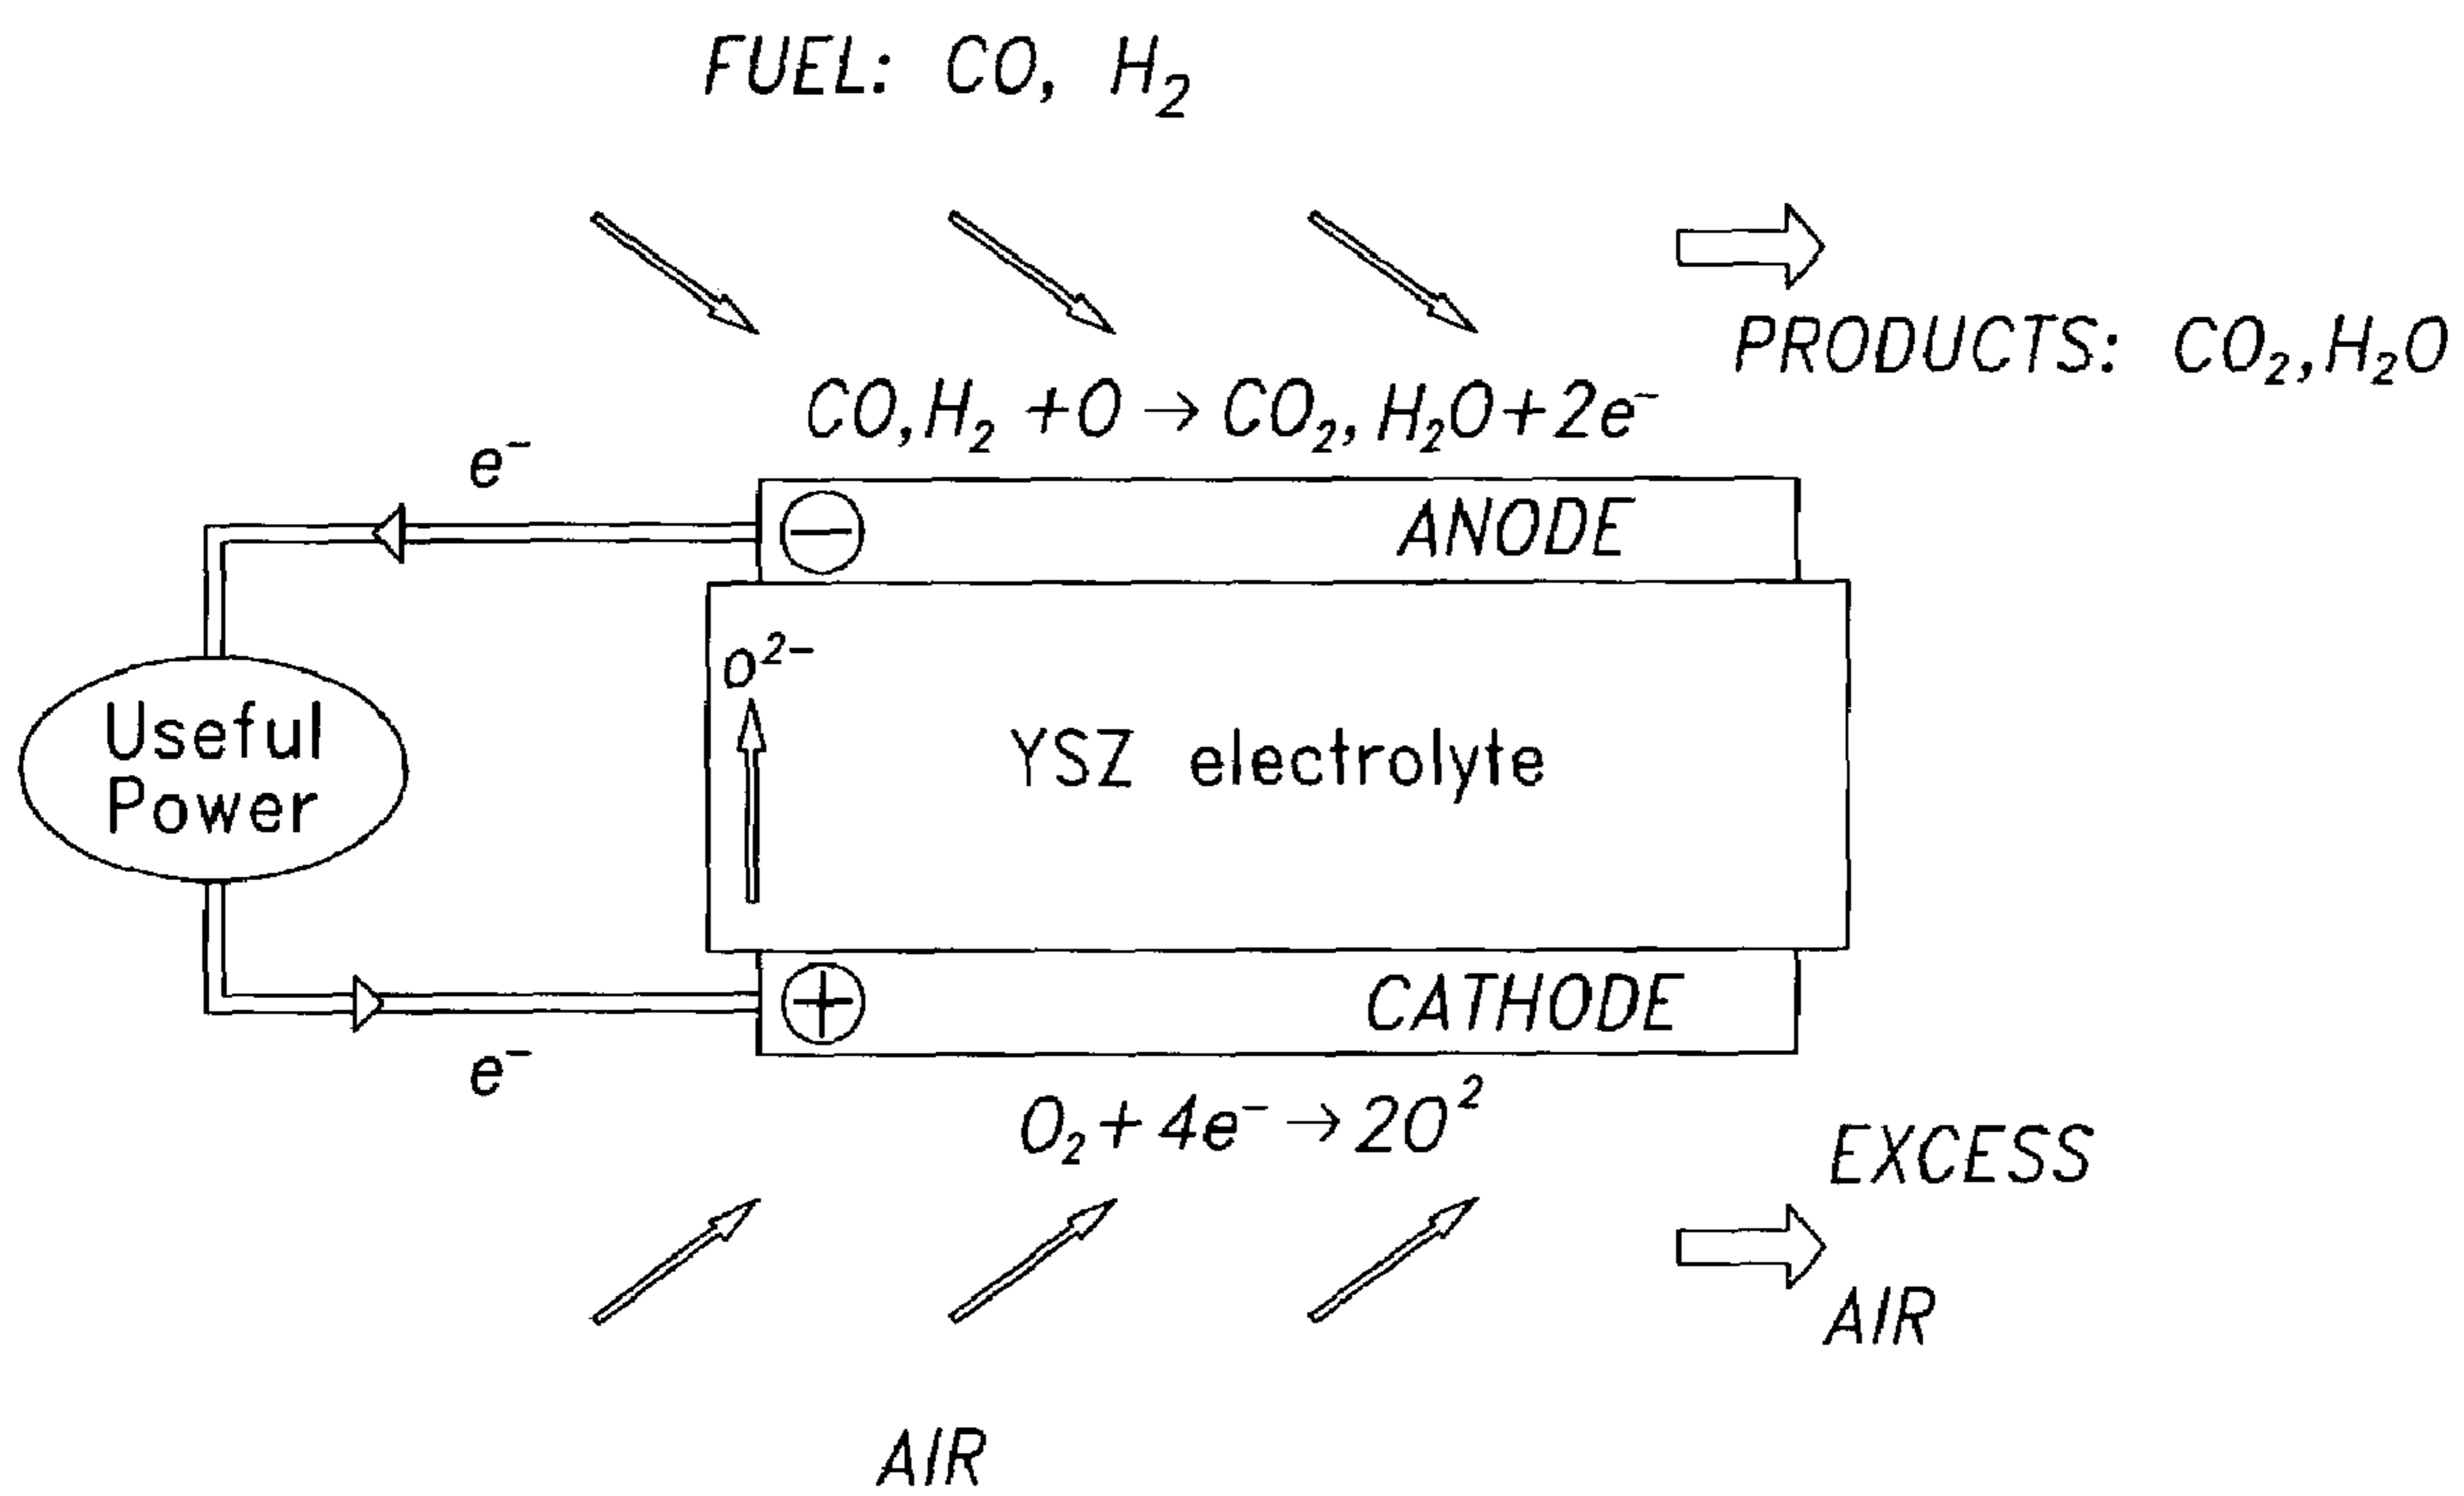 FUEL: CO, H₂
PRODUCTS: CO₂,H₂O
CO,H₂ +O → CO₂, H₂O+2e⁻
e⁻
⊖ ANODE
O²⁻
Useful
Power
YSZ electrolyte
⊕ CATHODE
e⁻
O₂+ 4e⁻ → 2O²
EXCESS
AIR
AIR